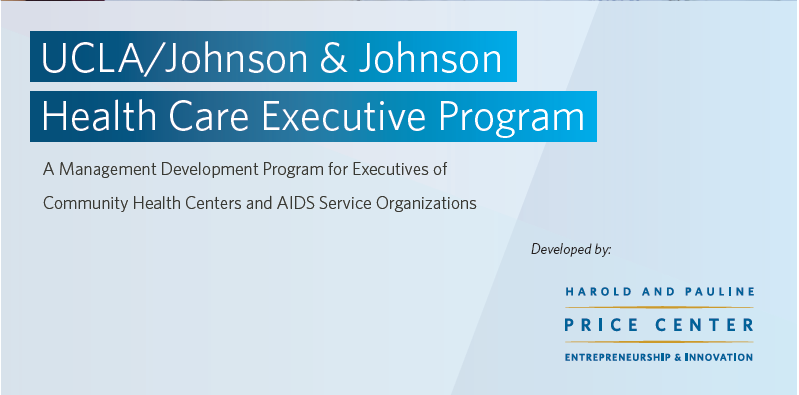 UCLA/Johnson & Johnson
Health Care Executive Program
A Management Development Program for Executives of
Community Health Centers and AIDS Service Organizations
Developed by:
HAROLD AND PAULINE
PRICE CENTER
ENTREPRENEURSHIP & INNOVATION